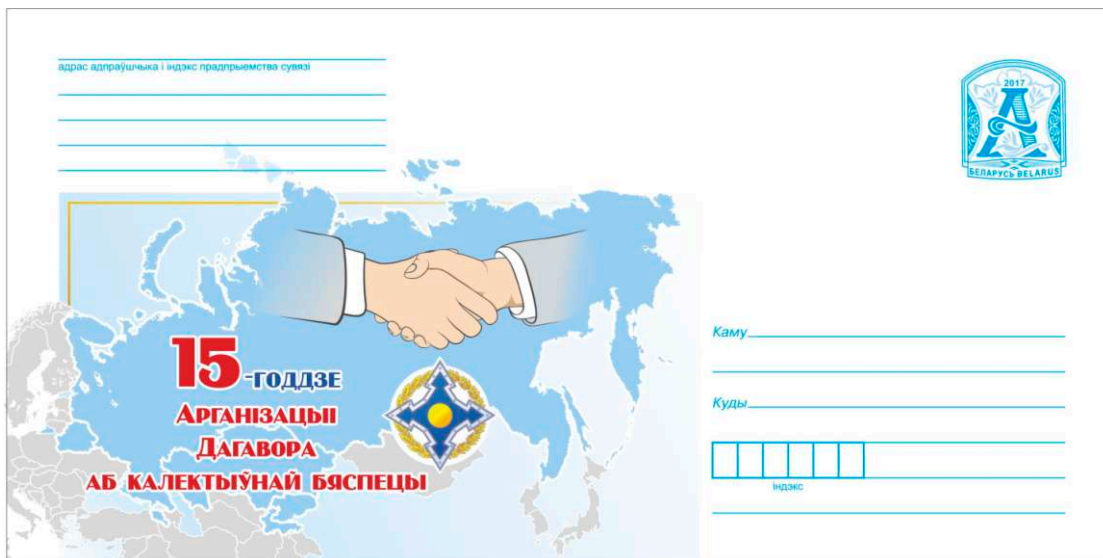 адрас адпраўшчыка і індэкс прадпрыемства сувязі
2017
А
БЕЛАРУСЬ BELARUS
15-годдзе
Арганізацыі
Дагавора
аб калектыўнай бяспецы
Каму
Куды
індэкс